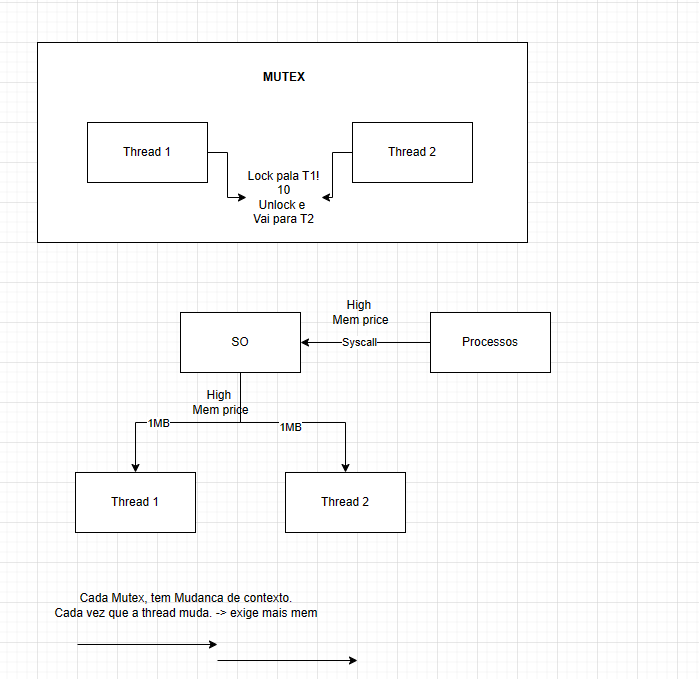 MUTEX
Thread 1
Thread 2
Lock pala T1!
10
Unlock e
Vai para T2
High
Mem price
SO
Syscall
Processos
High
Mem price
1MB
1MB
Thread 1
Thread 2
Cada Mutex, tem Mudanca de contexto.
Cada vez que a thread muda. -> exige mais mem